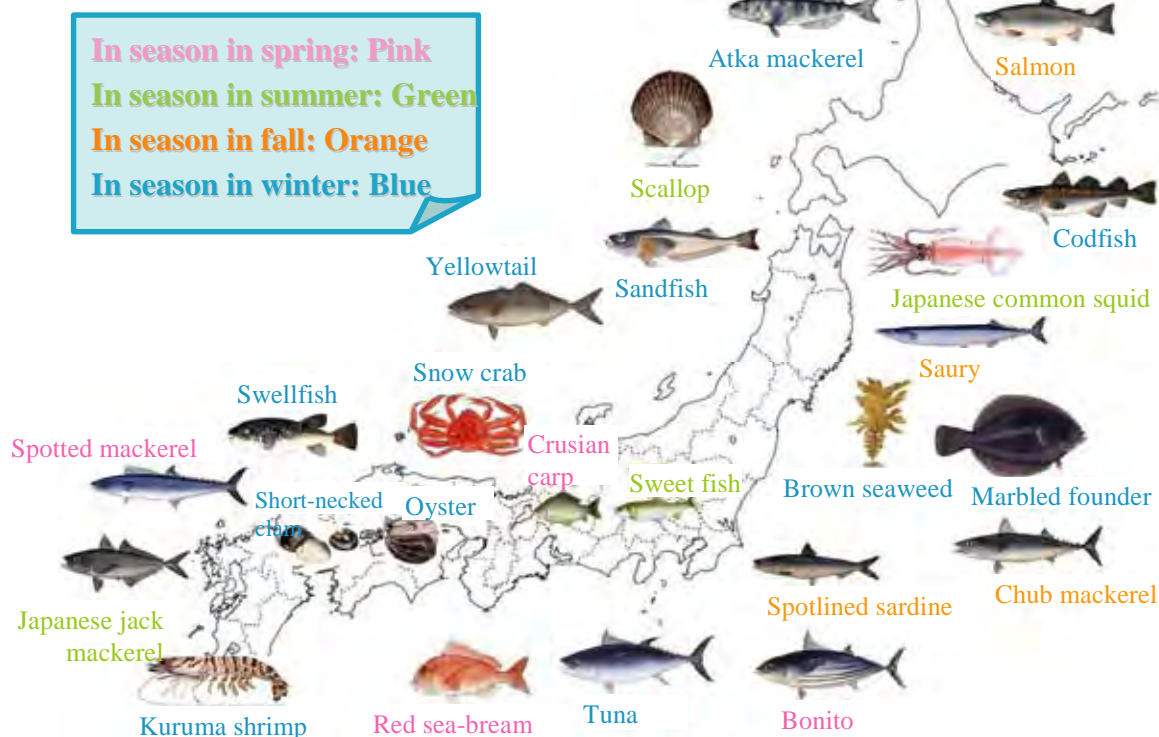 In season in spring: Pink
In season in summer: Green
In season in fall: Orange
In season in winter: Blue
Atka mackerel
Salmon
Scallop
Codfish
Yellowtail
Sandfish
Japanese common squid
Snow crab
Saury
Swellfish
Spotted mackerel
Crusian
carp
Sweet fish
Brown seaweed
Marbled founder
Short-necked
clam
Oyster
Spotlined sardine
Chub mackerel
Japanese jack
mackerel
Kuruma shrimp
Red sea-bream
Tuna
Bonito